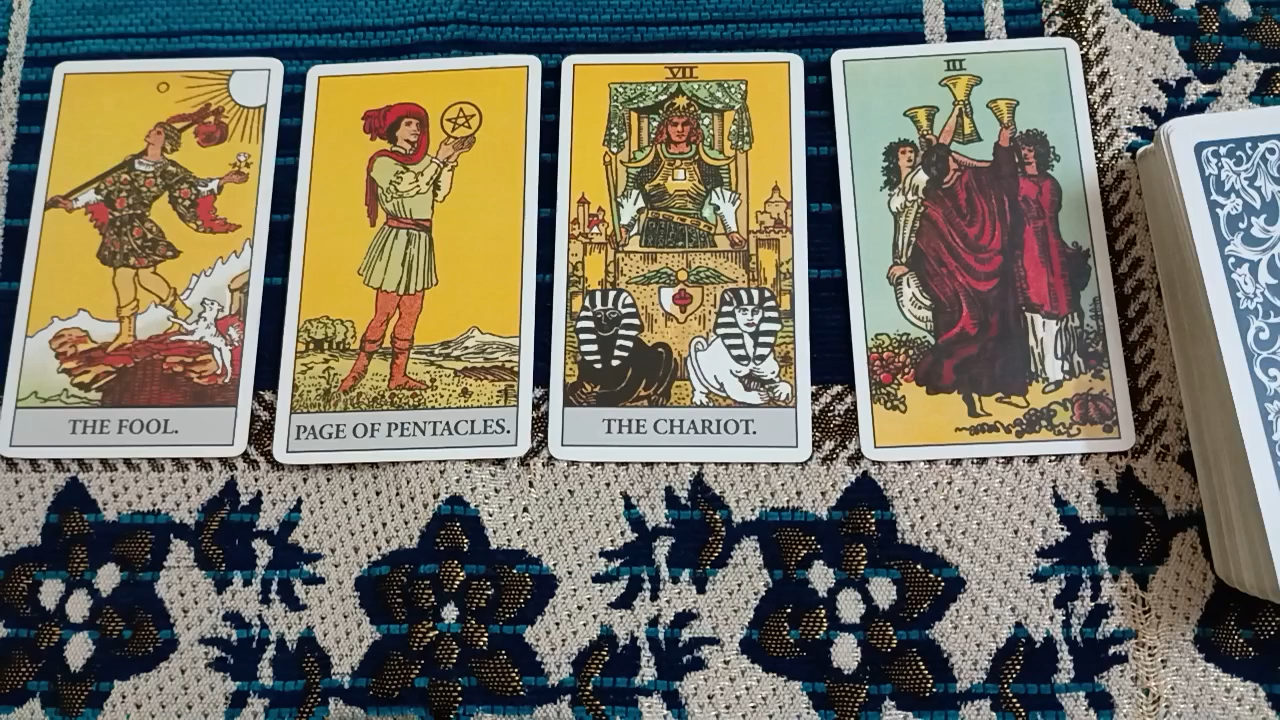 THE FOOL.
PAGE OF PENTACLES.
VII
THE CHARIOT.
III